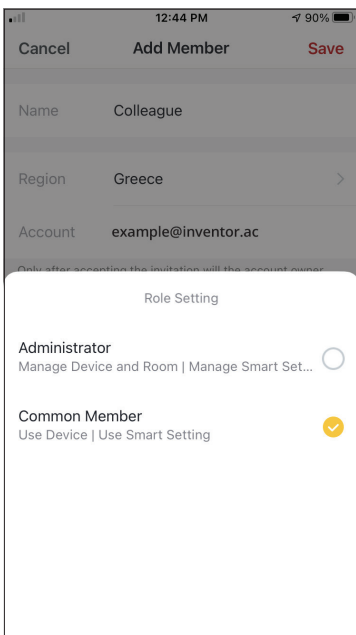 12:44 PM 90%
Cancel Add Member Save
Name Colleague
Region Greece
Account example@inventor.ac
Only after accepting the invitation will the account owner
Role Setting
Administrator
Manage Device and Room | Manage Smart Set...
Common Member
Use Device | Use Smart Setting